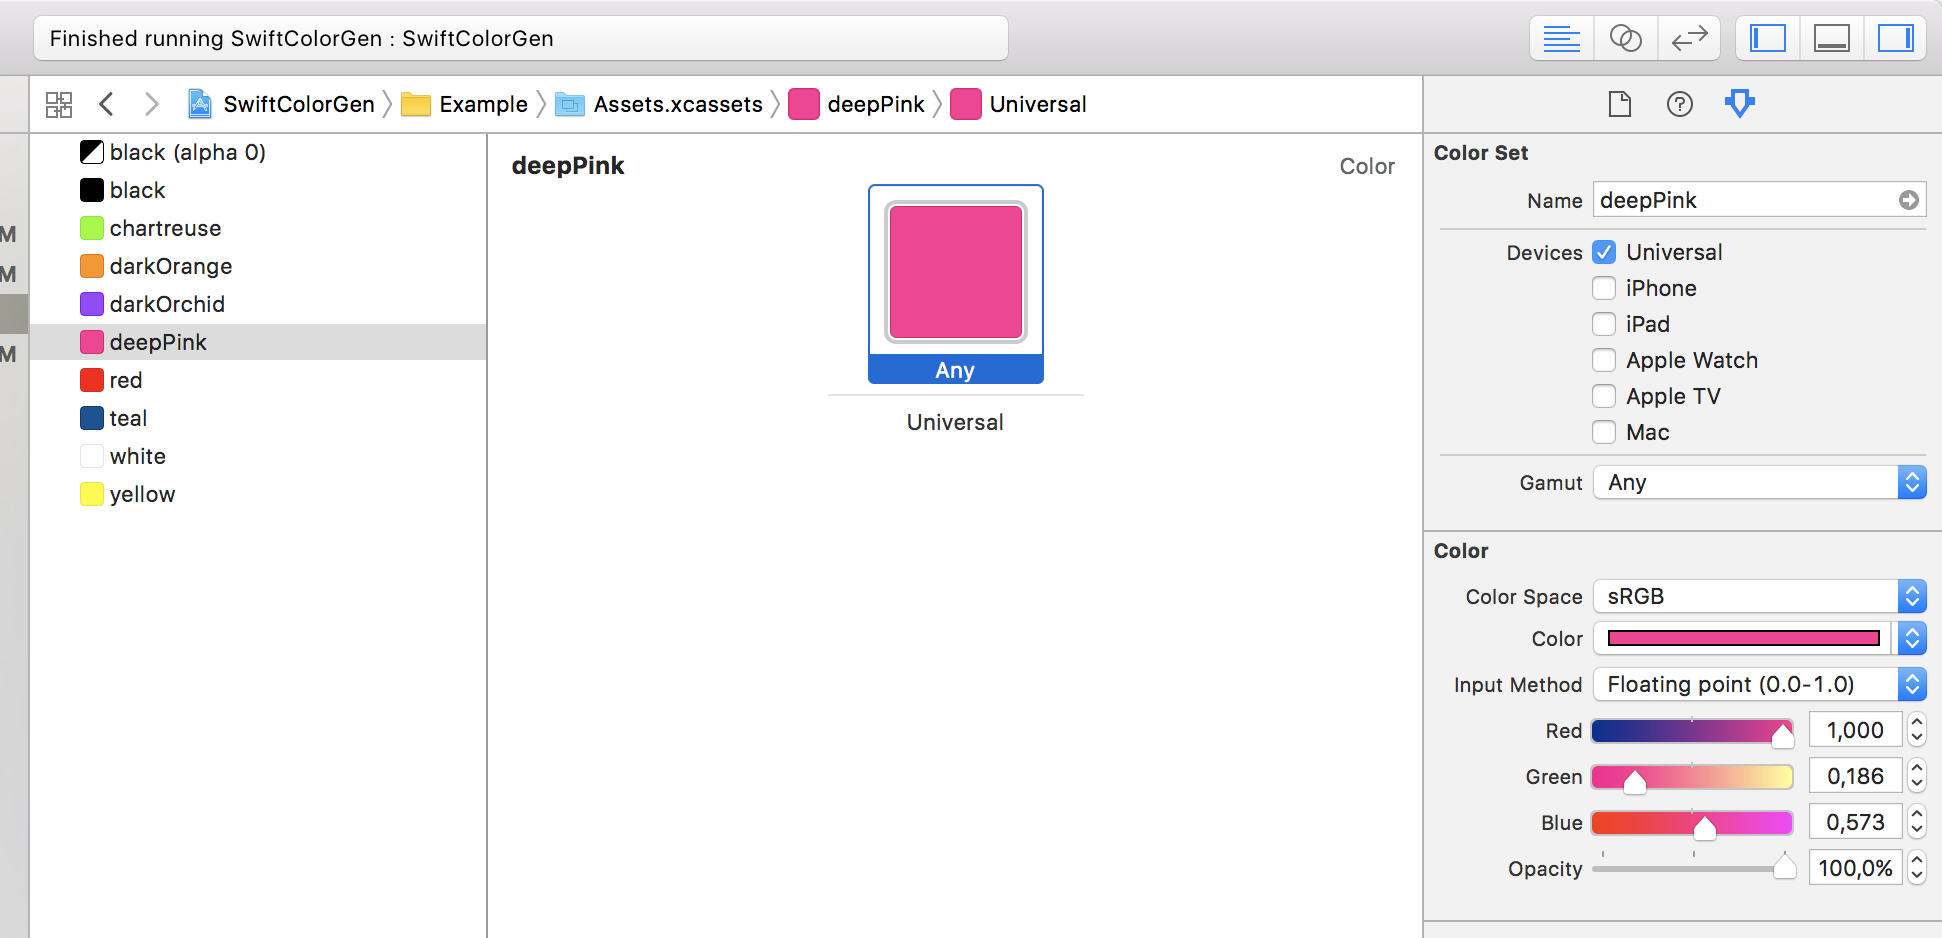 Finished running SwiftColorGen : SwiftColorGen
SwiftColorGen Example Assets.xcassets deepPink Universal
black (alpha 0)
black
chartreuse
darkOrange
darkOrchid
deepPink
red
teal
white
yellow
M
M
M
deepPink
Color
Any
Universal
Color Set
Name deepPink
Devices Universal
iPhone
iPad
Apple Watch
Apple TV
Mac
Gamut Any
Color
Color Space sRGB
Color
Input Method Floating point (0.0-1.0)
Red 1,000
Green 0,186
Blue 0,573
Opacity 100,0%